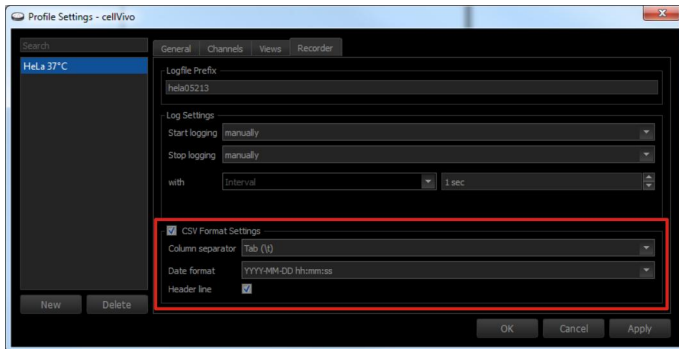 Profile Settings - cellVivo
Search
General Channels Views Recorder
HeLa 37°C
Logfile Prefix
hela05213
Log Settings
Start logging manually
Stop logging manually
with Interval 1 sec
CSV Format Settings
Column separator Tab (\t)
Date format YYYY-MM-DD hh:mm:ss
Header line
New Delete
OK Cancel Apply